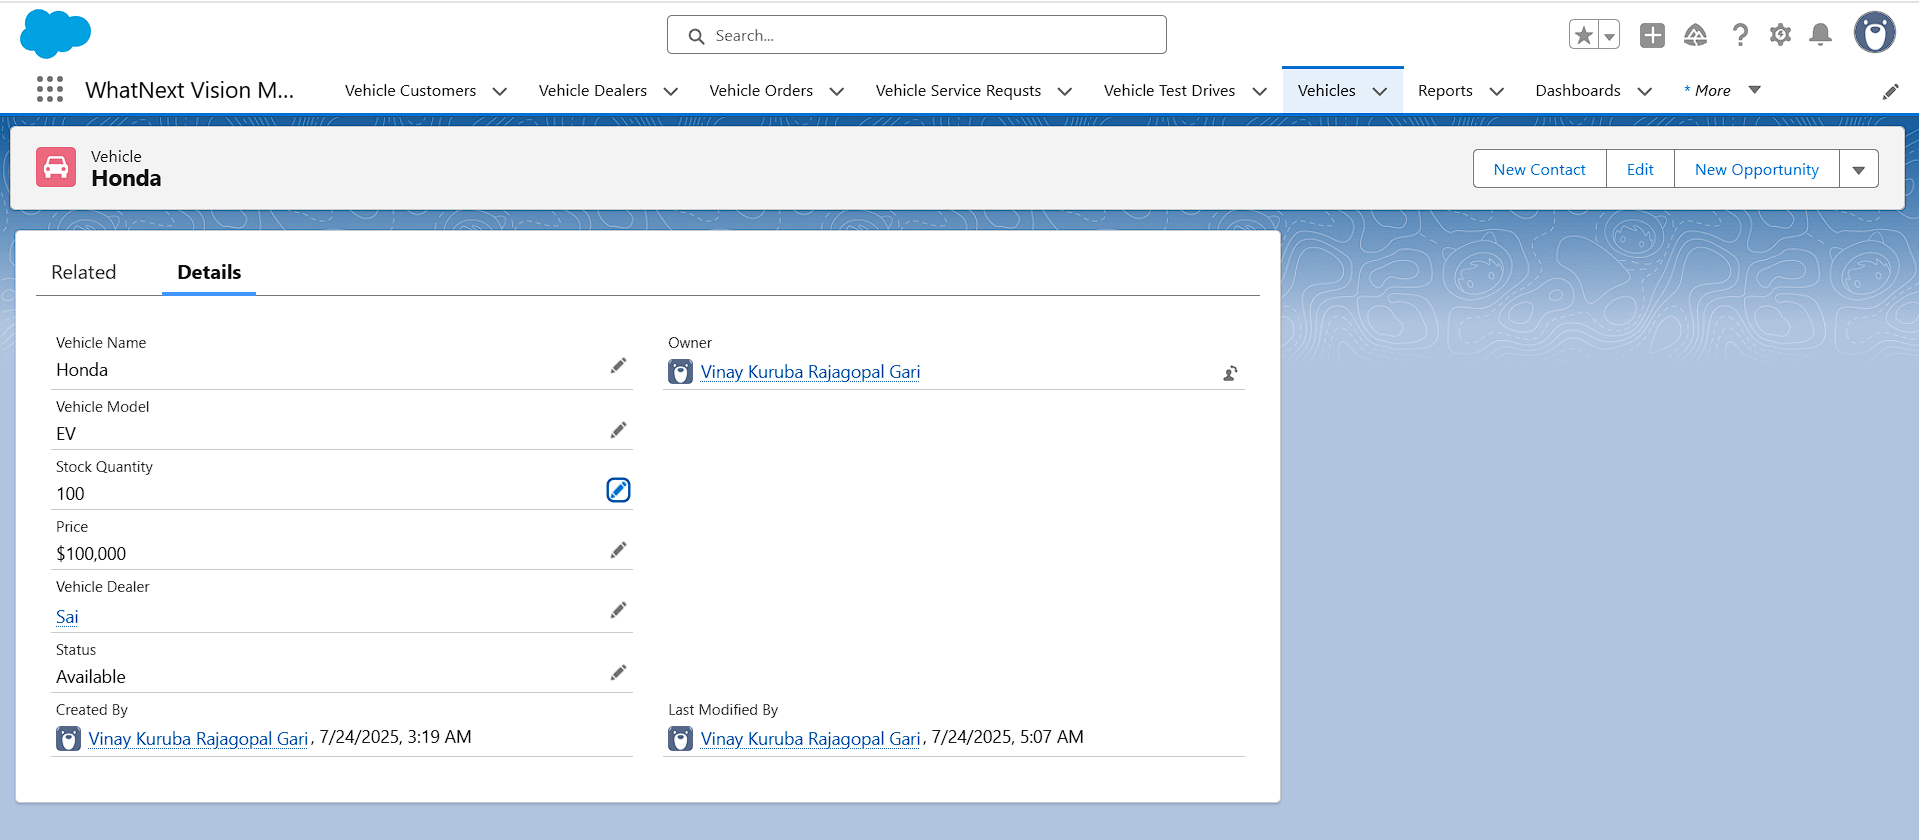 Search...
WhatNext Vision M...
Vehicle Customers
Vehicle Dealers
Vehicle Orders
Vehicle Service Requsts
Vehicle Test Drives
Vehicles
Reports
Dashboards
* More
Vehicle
Honda
New Contact
Edit
New Opportunity
Related
Details
Vehicle Name
Honda
Owner
Vinay Kuruba Rajagopal Gari
Vehicle Model
EV
Stock Quantity
100
Price
$100,000
Vehicle Dealer
Sai
Status
Available
Created By
Vinay Kuruba Rajagopal Gari, 7/24/2025, 3:19 AM
Last Modified By
Vinay Kuruba Rajagopal Gari, 7/24/2025, 5:07 AM